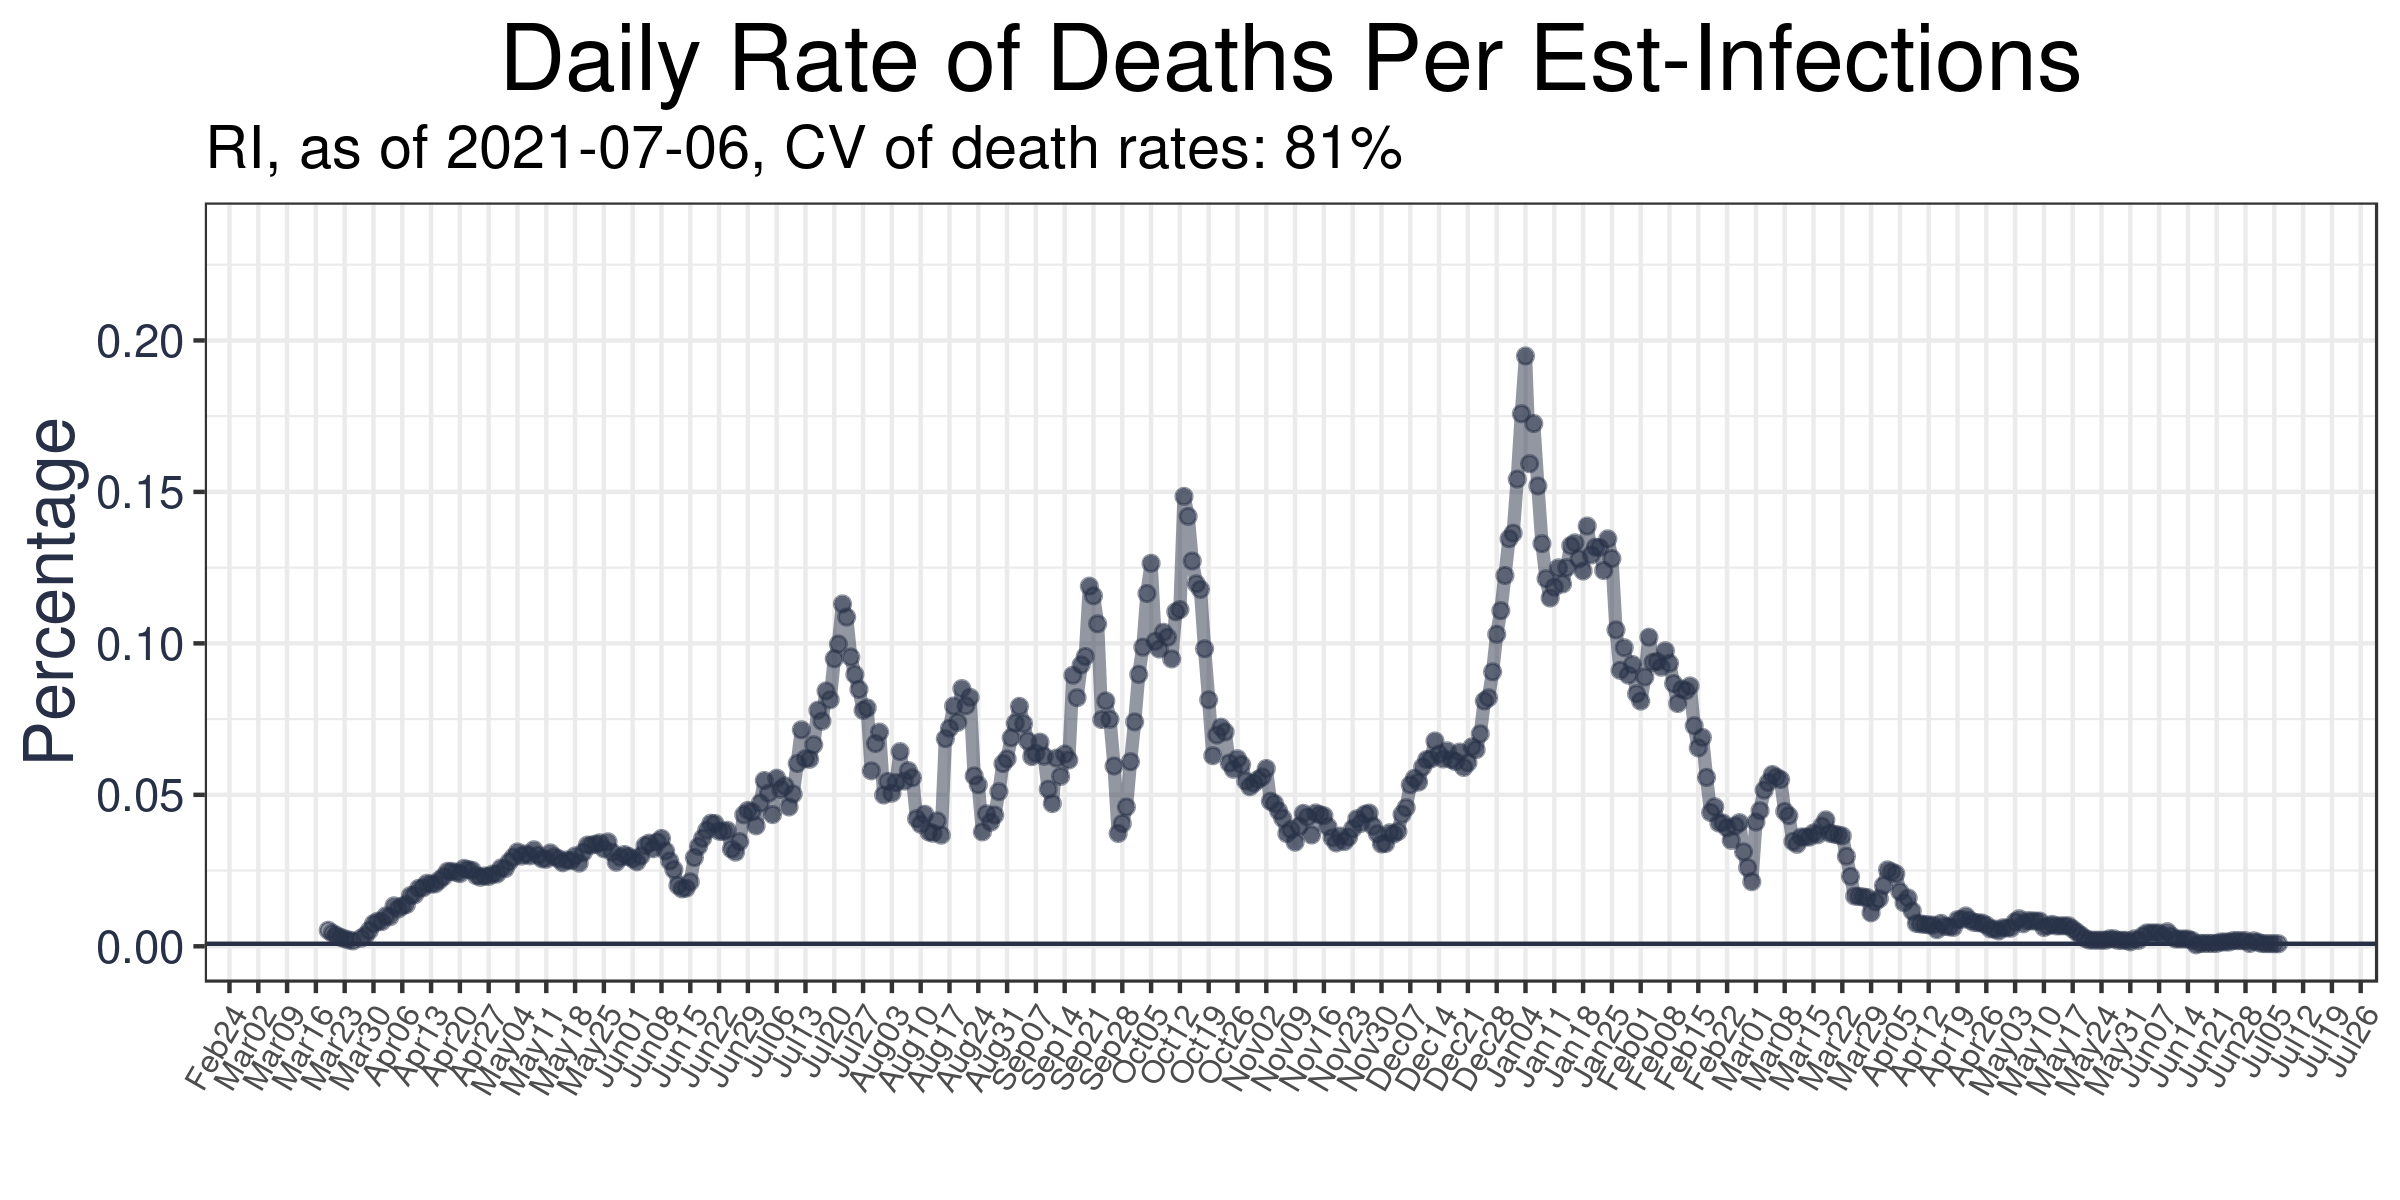 Daily Rate of Deaths Per Est-Infections
RI, as of 2021-07-06, CV of death rates: 81%
Percentage
0.20
0.15
0.10
0.05
0.00
Feb24
Mar02
Mar09
Mar16
Mar23
Mar30
Apr06
Apr13
Apr20
Apr27
May04
May11
May18
May25
Jun01
Jun08
Jun15
Jun22
Jun29
Jul06
Jul13
Jul20
Jul27
Aug03
Aug10
Aug17
Aug24
Aug31
Sep07
Sep14
Sep21
Sep28
Oct05
Oct12
Oct19
Oct26
Nov02
Nov09
Nov16
Nov23
Nov30
Dec07
Dec14
Dec21
Dec28
Jan04
Jan11
Jan18
Jan25
Feb01
Feb08
Feb15
Feb22
Mar01
Mar08
Mar15
Mar22
Mar29
Apr05
Apr12
Apr19
Apr26
May03
May10
May17
May24
May31
Jun07
Jun14
Jun21
Jun28
Jul05
Jul12
Jul19
Jul26